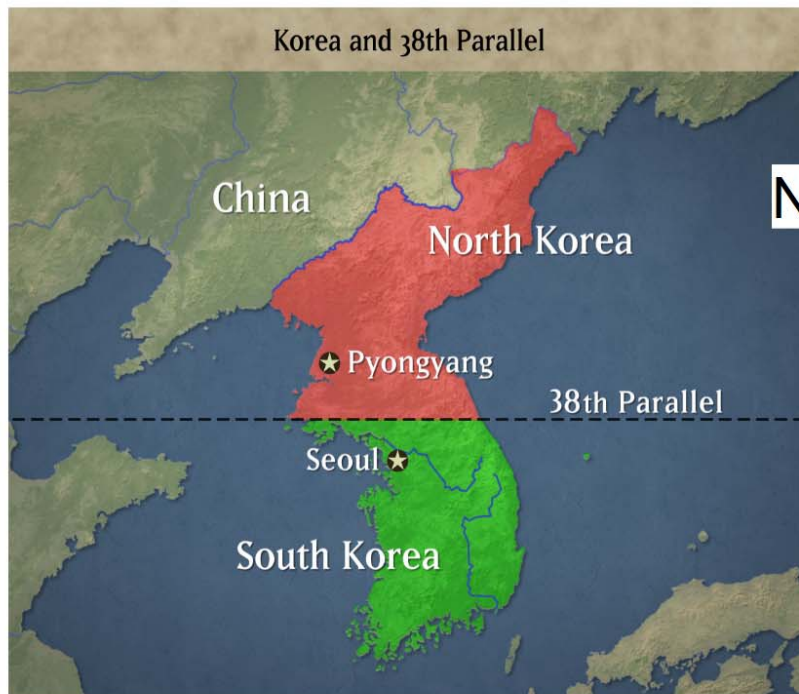 Korea and 38th Parallel
China
N
North Korea
Pyongyang
38th Parallel
Seoul
South Korea